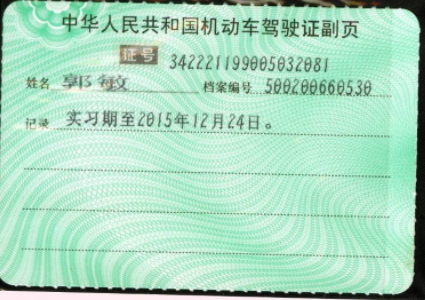 中华人民共和国机动车驾驶证副页
证号 342221199005032081
姓名 郭敏 档案编号 500200660530
记录 实习期至2015年12月24日。